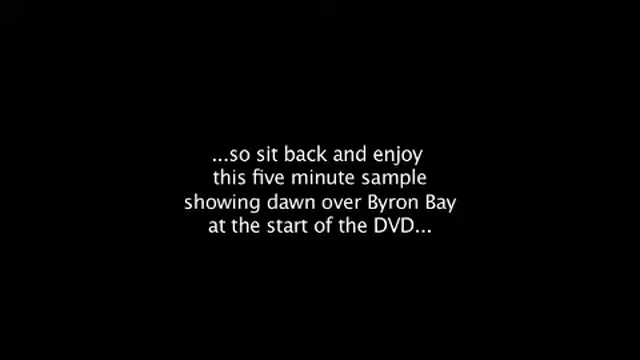 ...so sit back and enjoy
this five minute sample
showing dawn over Byron Bay
at the start of the DVD...